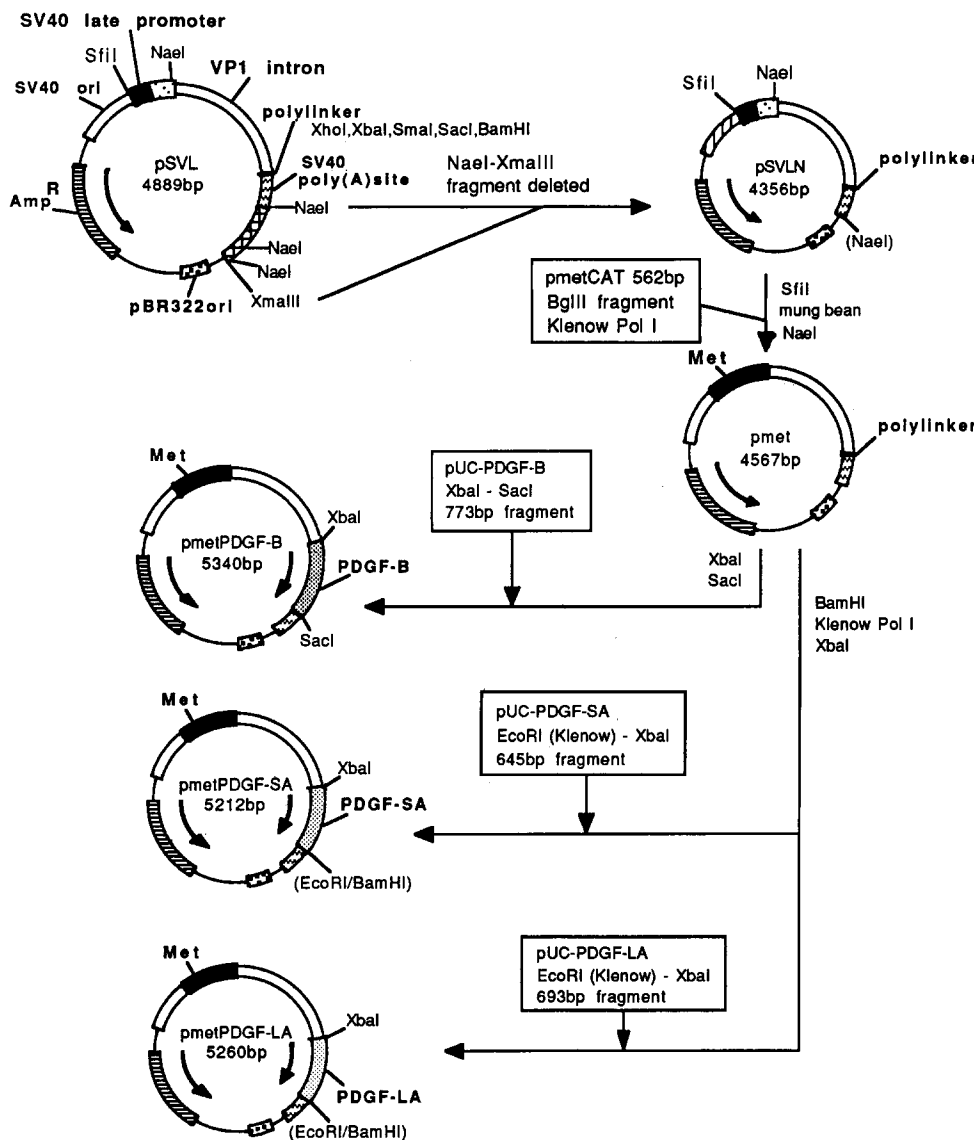 SV40 late promoter
SfiI
NaeI
VP1 intron
SV40 ori
polylinker
XhoI,XbaI,SmaI,SacI,BamHI
pSVL
4889bp
SV40
poly(A)site
Amp R
NaeI
NaeI
NaeI
XmaIII
pBR322ori
NaeI-XmaIII
fragment deleted
SfiI
NaeI
pSVLN
4356bp
polylinker
(NaeI)
pmetCAT 562bp
BglII fragment
Klenow Pol I
SfiI
mung bean
NaeI
Met
pmet
4567bp
polylinker
XbaI
SacI
BamHI
Klenow Pol I
XbaI
pUC-PDGF-B
XbaI - SacI
773bp fragment
Met
XbaI
pmetPDGF-B
5340bp
PDGF-B
SacI
pUC-PDGF-SA
EcoRI (Klenow) - XbaI
645bp fragment
Met
XbaI
pmetPDGF-SA
5212bp
PDGF-SA
(EcoRI/BamHI)
pUC-PDGF-LA
EcoRI (Klenow) - XbaI
693bp fragment
Met
XbaI
pmetPDGF-LA
5260bp
PDGF-LA
(EcoRI/BamHI)